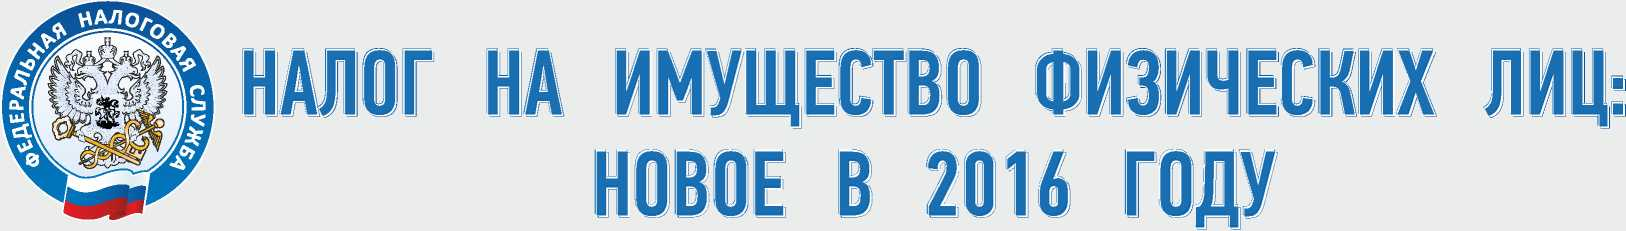 ФЕДЕРАЛЬНАЯ НАЛОГОВАЯ СЛУЖБА
НАЛОГ НА ИМУЩЕСТВО ФИЗИЧЕСКИХ ЛИЦ:
НОВОЕ В 2016 ГОДУ